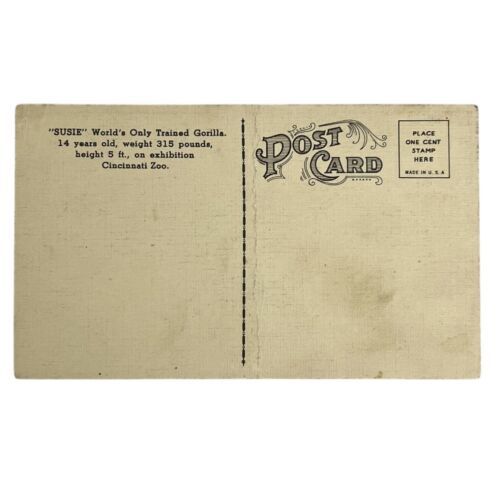 "SUSIE" World's Only Trained Gorilla.
14 years old, weight 315 pounds,
height 5 ft., on exhibition
Cincinnati Zoo.
POST CARD
PLACE
ONE CENT
STAMP
HERE
MADE IN U. S. A